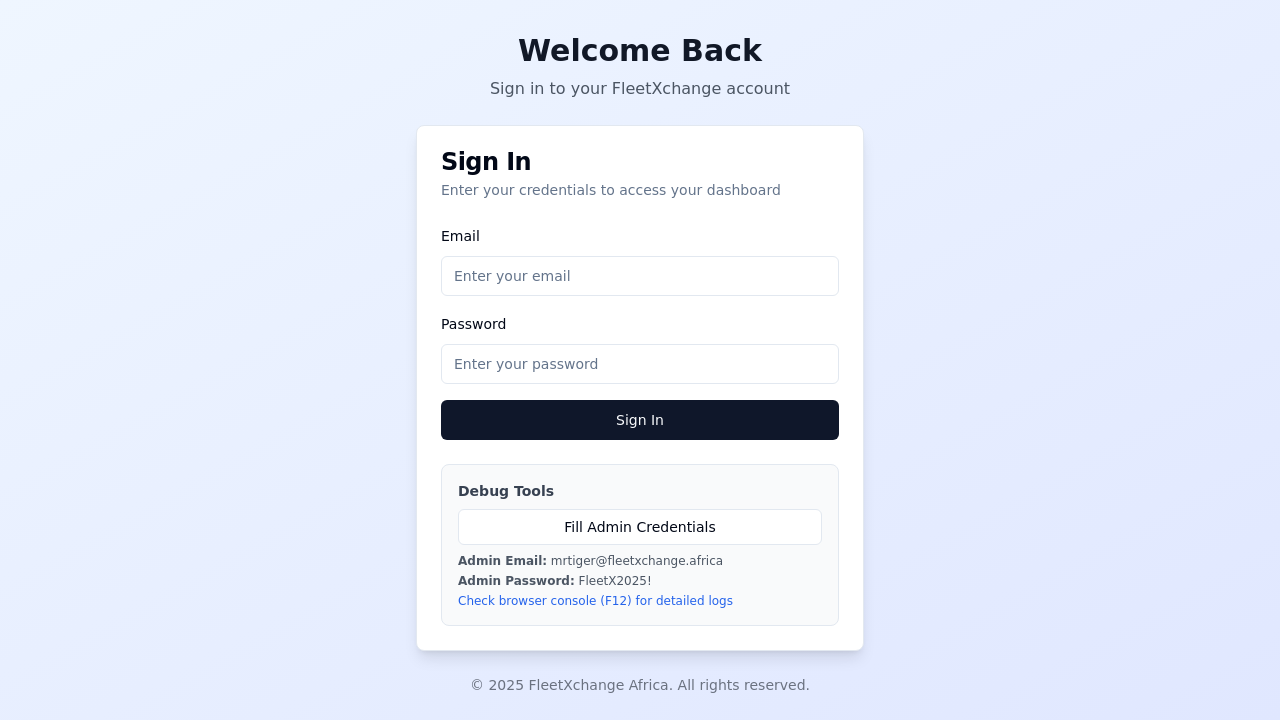 Welcome Back
Sign in to your FleetXchange account
Sign In
Enter your credentials to access your dashboard
Email
Enter your email
Password
Enter your password
Sign In
Debug Tools
Fill Admin Credentials
Admin Email: mrtiger@fleetxchange.africa
Admin Password: FleetX2025!
Check browser console (F12) for detailed logs
© 2025 FleetXchange Africa. All rights reserved.